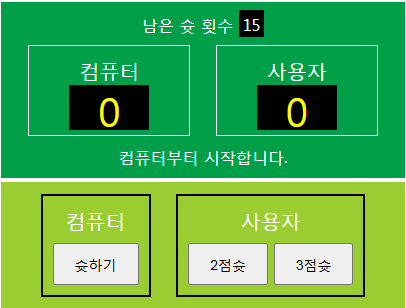 남은 슛 횟수 15
컴퓨터 사용자
0 0
컴퓨터부터 시작합니다.
컴퓨터 사용자
슛하기 2점슛 3점슛